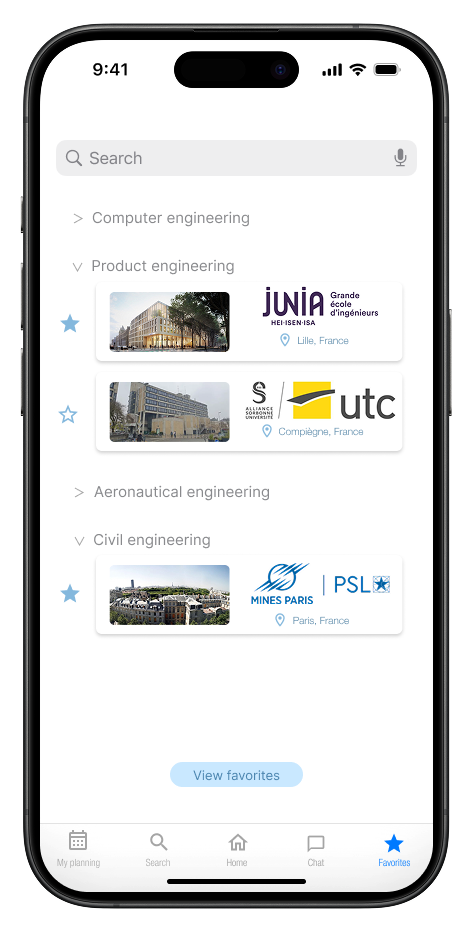 9:41
Search
> Computer engineering
Product engineering
JUNIA Grande
école
d'ingénieurs
HEI·ISEN·ISA
Lille, France
ALLIANCE
SORBONNE
UNIVERSITÉ
utc
Compiègne, France
> Aeronautical engineering
Civil engineering
MINES PARIS
PSL
Paris, France
View favorites
My planning
Search
Home
Chat
Favorites